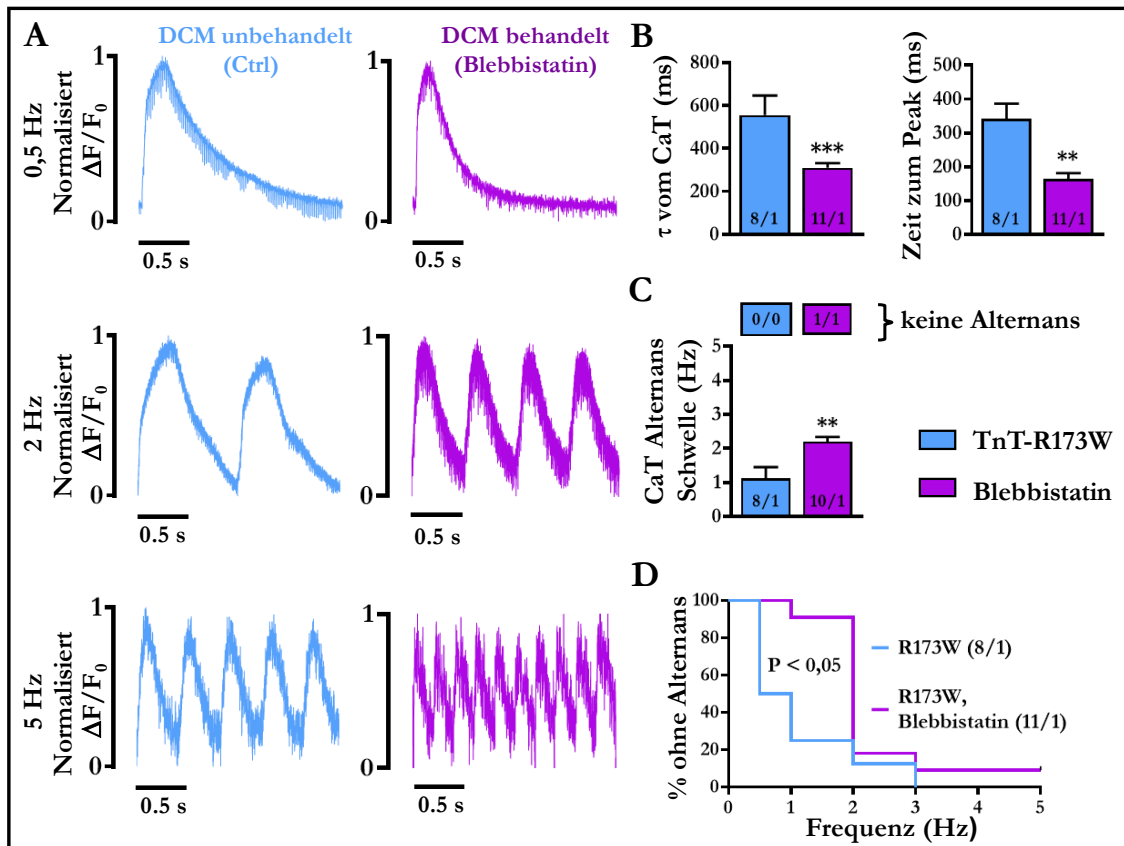 A
DCM unbehandelt
(Ctrl)
DCM behandelt
(Blebbistatin)
0,5 Hz
Normalisiert
ΔF/F₀
1
0
0.5 s
1
0
0.5 s
2 Hz
Normalisiert
ΔF/F₀
1
0
0.5 s
1
0
0.5 s
5 Hz
Normalisiert
ΔF/F₀
1
0
0.5 s
1
0
0.5 s
B
τ vom CaT (ms)
800
600
400
200
0
***
8/1
11/1
Zeit zum Peak (ms)
500
400
300
200
100
0
**
8/1
11/1
C
0/0
1/1
} keine Alternans
CaT Alternans
Schwelle (Hz)
5
4
3
2
1
0
**
8/1
10/1
TnT-R173W
Blebbistatin
D
% ohne Alternans
100
80
60
40
20
0
P < 0,05
R173W (8/1)
R173W,
Blebbistatin (11/1)
0 1 2 3 4 5
Frequenz (Hz)